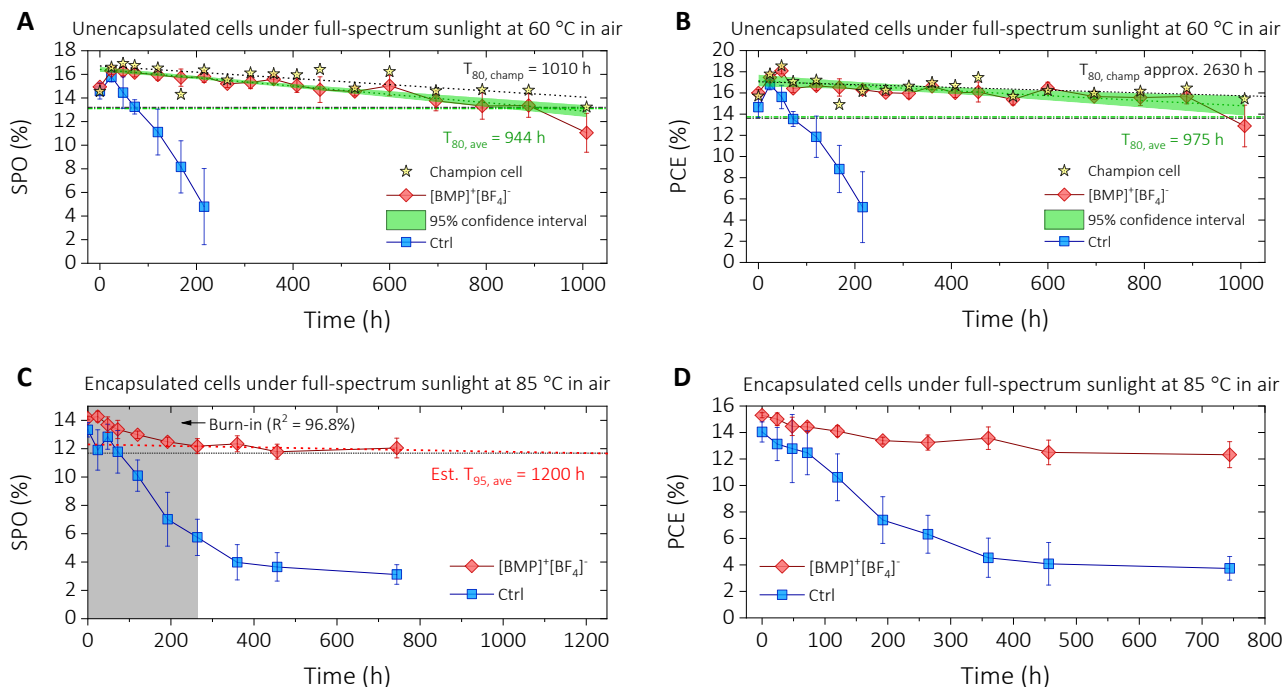 A
Unencapsulated cells under full-spectrum sunlight at 60 °C in air
18
16
14
12
10
8
6
4
2
0
SPO (%)
T80, champ = 1010 h
T80, ave = 944 h
Champion cell
[BMP]+[BF4]-
95% confidence interval
Ctrl
0 200 400 600 800 1000
Time (h)
B
Unencapsulated cells under full-spectrum sunlight at 60 °C in air
20
18
16
14
12
10
8
6
4
2
0
PCE (%)
T80, champ approx. 2630 h
T80, ave = 975 h
Champion cell
[BMP]+[BF4]-
95% confidence interval
Ctrl
0 200 400 600 800 1000
Time (h)
C
Encapsulated cells under full-spectrum sunlight at 85 °C in air
14
12
10
8
6
4
2
0
SPO (%)
Burn-in (R2 = 96.8%)
Est. T95, ave = 1200 h
[BMP]+[BF4]-
Ctrl
0 200 400 600 800 1000 1200
Time (h)
D
Encapsulated cells under full-spectrum sunlight at 85 °C in air
16
14
12
10
8
6
4
2
0
PCE (%)
[BMP]+[BF4]-
Ctrl
0 100 200 300 400 500 600 700 800
Time (h)